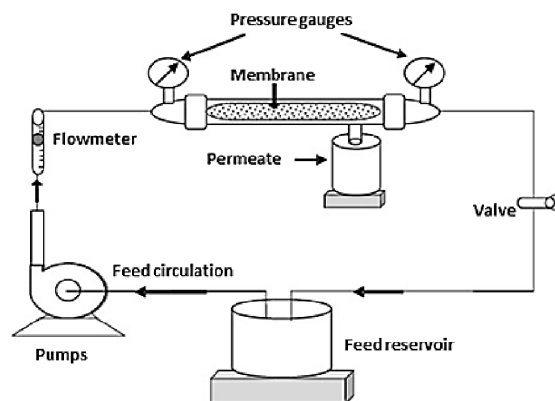 Pressure gauges
Membrane
Flowmeter
Permeate
Valve
Feed circulation
Pumps
Feed reservoir